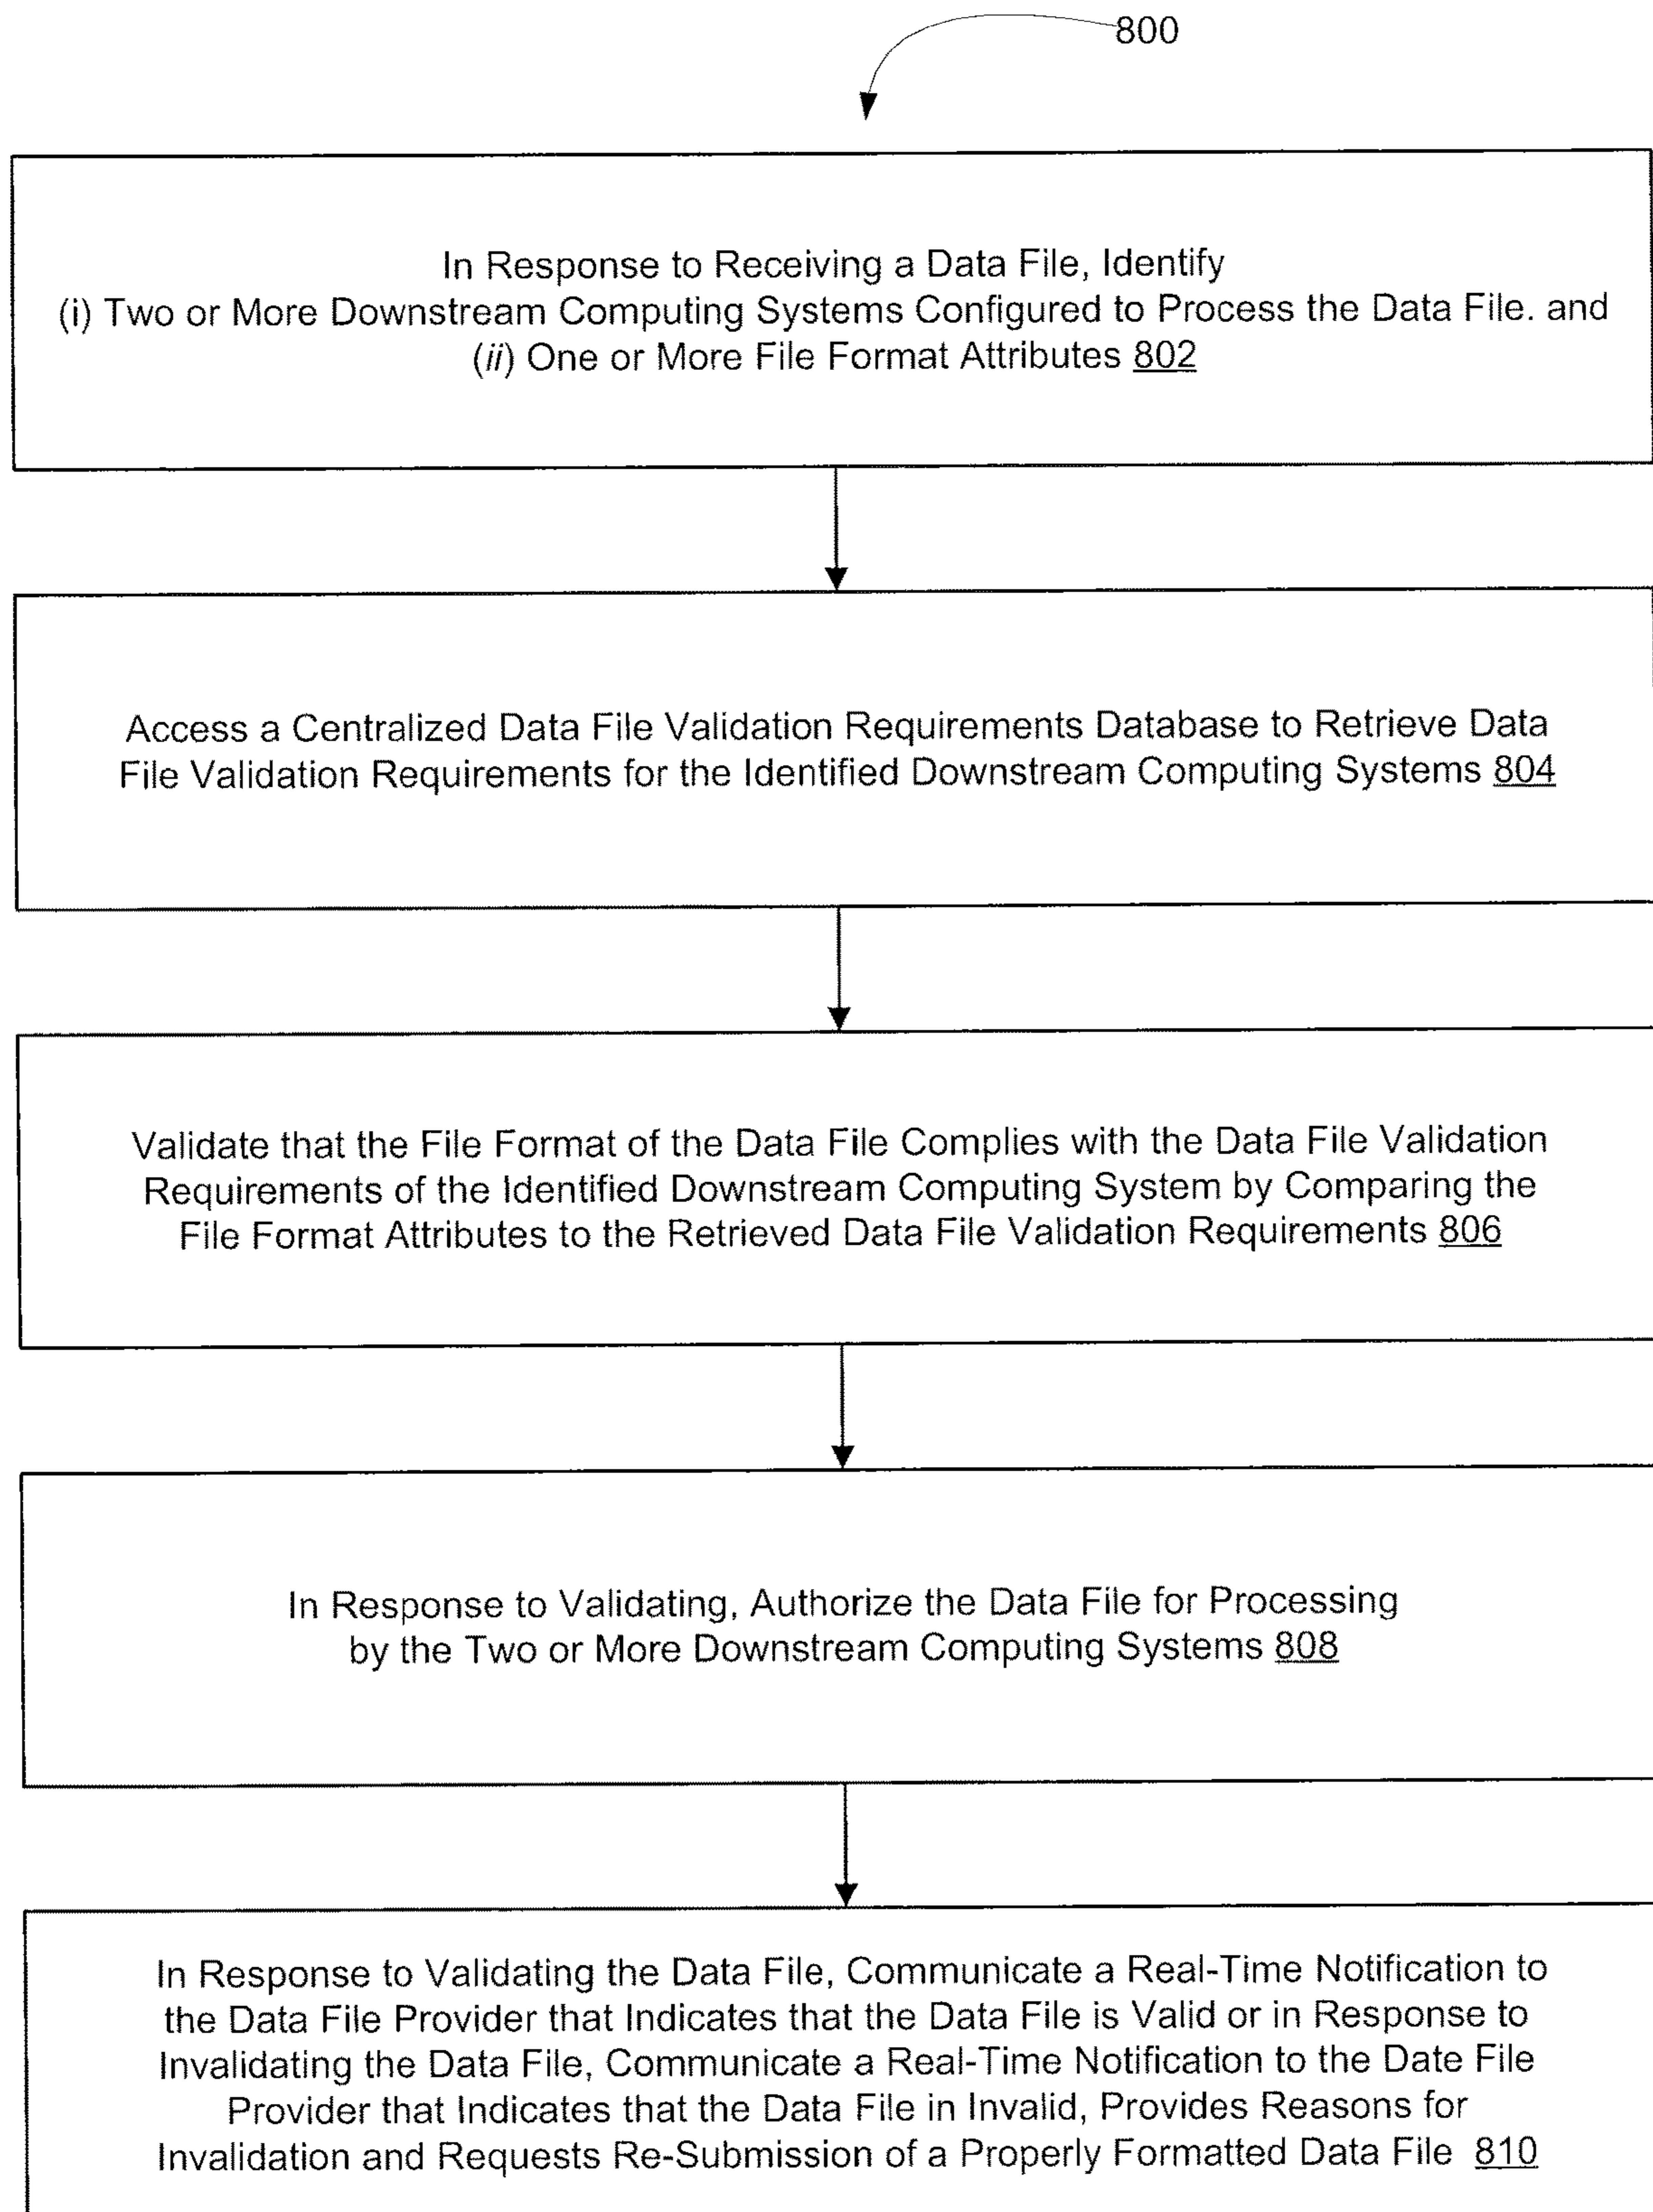 800
In Response to Receiving a Data File, Identify
(i) Two or More Downstream Computing Systems Configured to Process the Data File. and
(ii) One or More File Format Attributes 802
Access a Centralized Data File Validation Requirements Database to Retrieve Data
File Validation Requirements for the Identified Downstream Computing Systems 804
Validate that the File Format of the Data File Complies with the Data File Validation
Requirements of the Identified Downstream Computing System by Comparing the
File Format Attributes to the Retrieved Data File Validation Requirements 806
In Response to Validating, Authorize the Data File for Processing
by the Two or More Downstream Computing Systems 808
In Response to Validating the Data File, Communicate a Real-Time Notification to
the Data File Provider that Indicates that the Data File is Valid or in Response to
Invalidating the Data File, Communicate a Real-Time Notification to the Date File
Provider that Indicates that the Data File in Invalid, Provides Reasons for
Invalidation and Requests Re-Submission of a Properly Formatted Data File 810